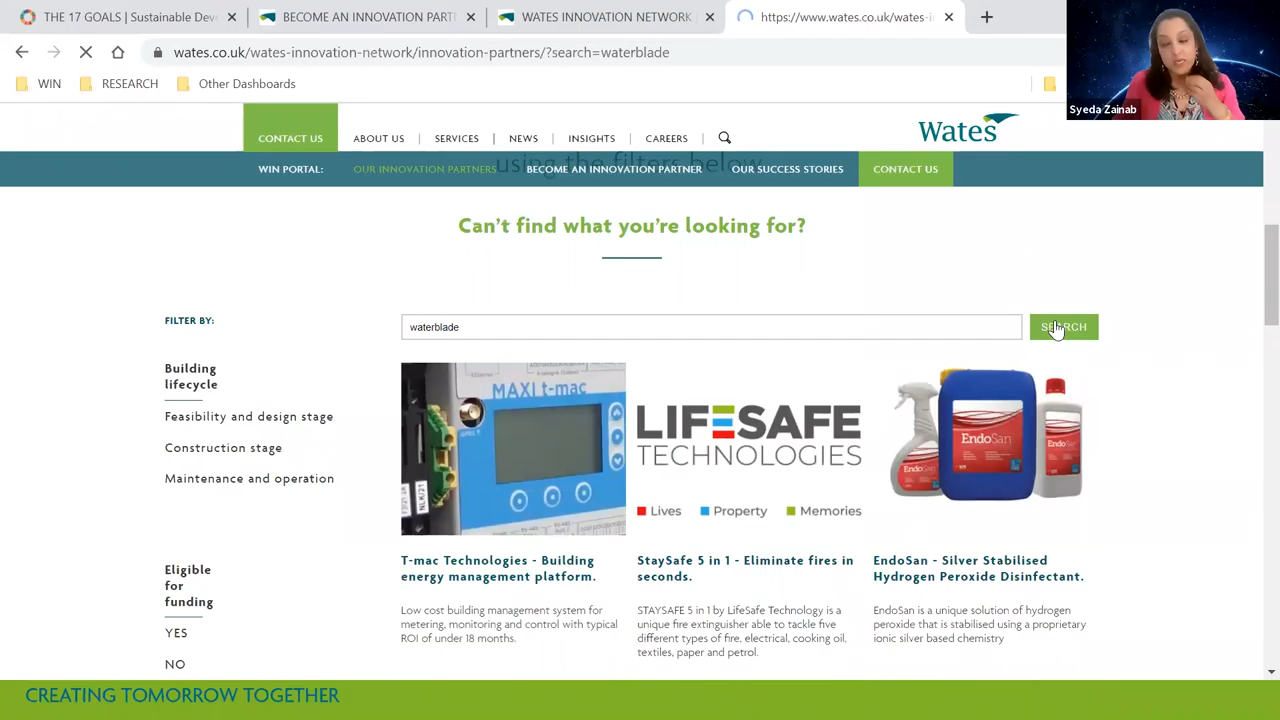 THE 17 GOALS | Sustainable Dev
BECOME AN INNOVATION PART
WATES INNOVATION NETWORK
https://www.wates.co.uk/wates-i
wates.co.uk/wates-innovation-network/innovation-partners/?search=waterblade
WIN
RESEARCH
Other Dashboards
Syeda Zainab
CONTACT US
ABOUT US
SERVICES
NEWS
INSIGHTS
CAREERS
Wates
using the filters below
WIN PORTAL:
OUR INNOVATION PARTNERS
BECOME AN INNOVATION PARTNER
OUR SUCCESS STORIES
CONTACT US
Can't find what you're looking for?
FILTER BY:
waterblade
SEARCH
Building
lifecycle
Feasibility and design stage
Construction stage
Maintenance and operation
Eligible
for
funding
YES
NO
MAXI t-mac
LIFESAFE
TECHNOLOGIES
Lives
Property
Memories
EndoSan
T-mac Technologies - Building
energy management platform.
Low cost building management system for
metering, monitoring and control with typical
ROI of under 18 months.
StaySafe 5 in 1 - Eliminate fires in
seconds.
STAYSAFE 5 in 1 by LifeSafe Technology is a
unique fire extinguisher able to tackle five
different types of fire, electrical, cooking oil,
textiles, paper and petrol.
EndoSan - Silver Stabilised
Hydrogen Peroxide Disinfectant.
EndoSan is a unique solution of hydrogen
peroxide that is stabilised using a proprietary
ionic silver based chemistry
CREATING TOMORROW TOGETHER